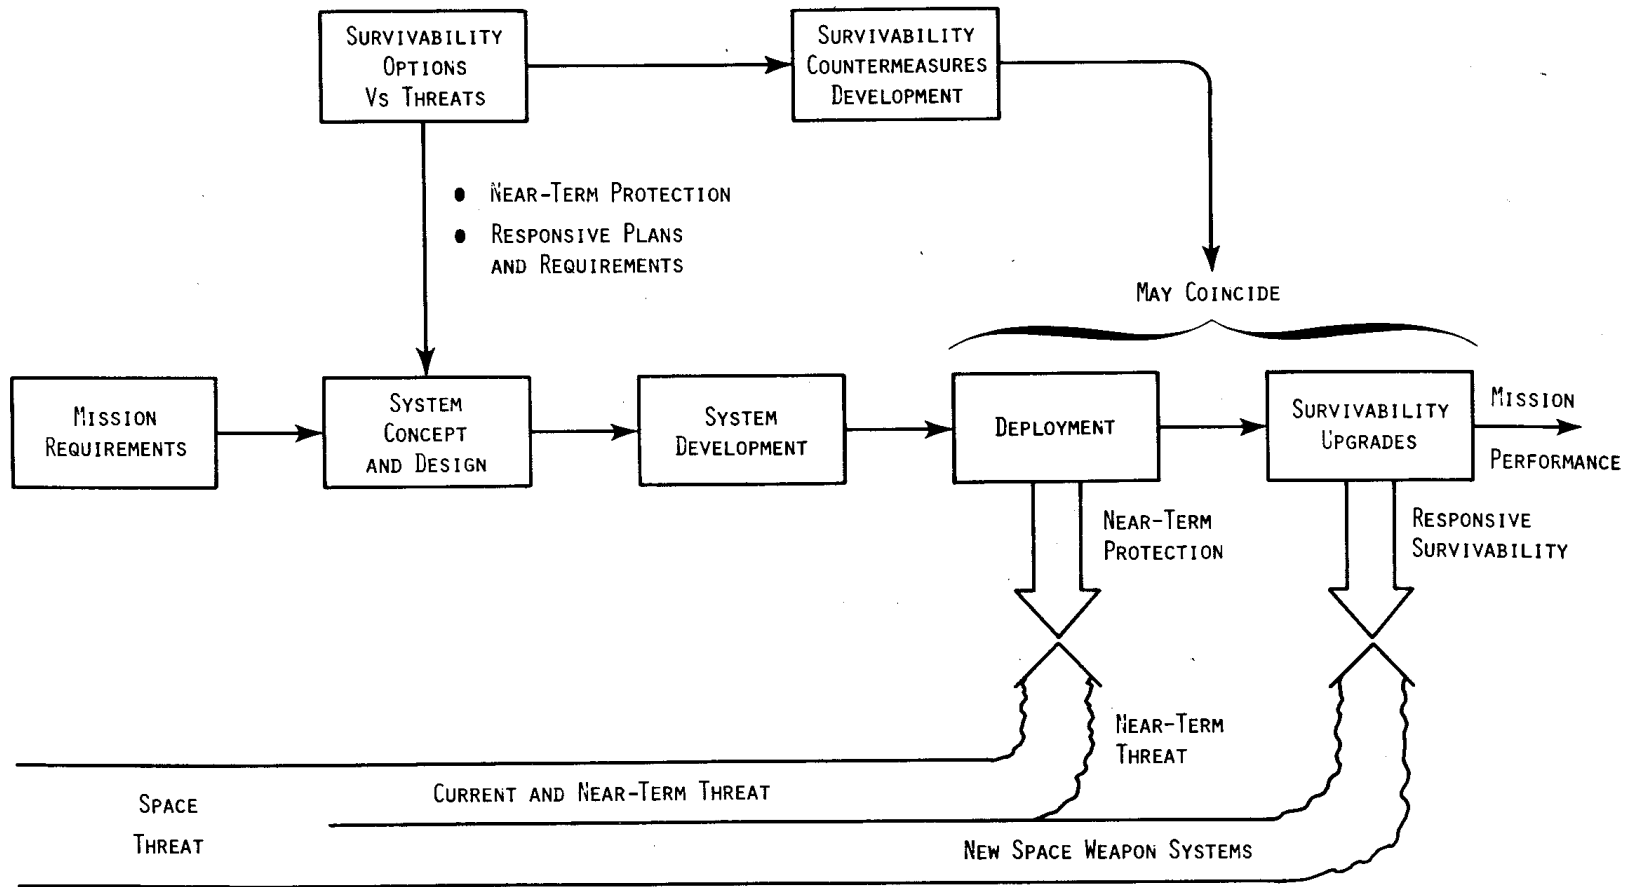 SURVIVABILITY
OPTIONS
VS THREATS
SURVIVABILITY
COUNTERMEASURES
DEVELOPMENT
• NEAR-TERM PROTECTION
• RESPONSIVE PLANS
AND REQUIREMENTS
MAY COINCIDE
MISSION
REQUIREMENTS
SYSTEM
CONCEPT
AND DESIGN
SYSTEM
DEVELOPMENT
DEPLOYMENT
SURVIVABILITY
UPGRADES
MISSION
PERFORMANCE
NEAR-TERM
PROTECTION
RESPONSIVE
SURVIVABILITY
NEAR-TERM
THREAT
SPACE
THREAT
CURRENT AND NEAR-TERM THREAT
NEW SPACE WEAPON SYSTEMS